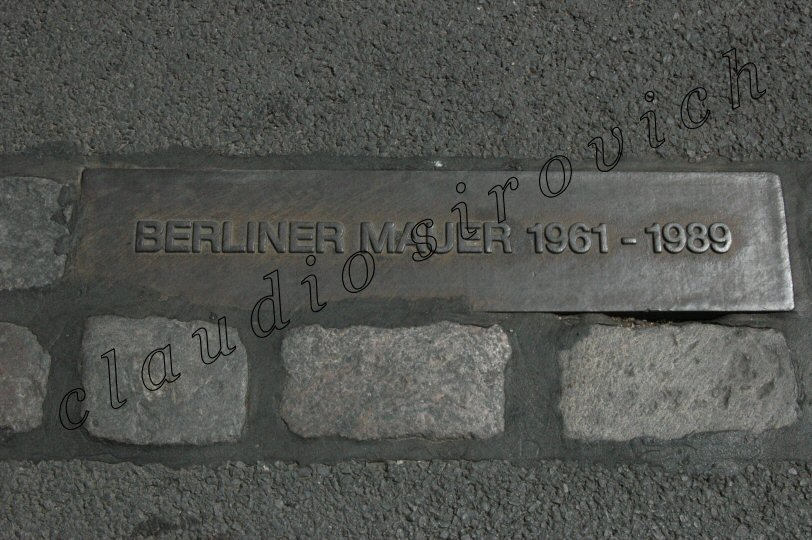 BERLINER MAUER 1961 - 1989
claudio sirovich